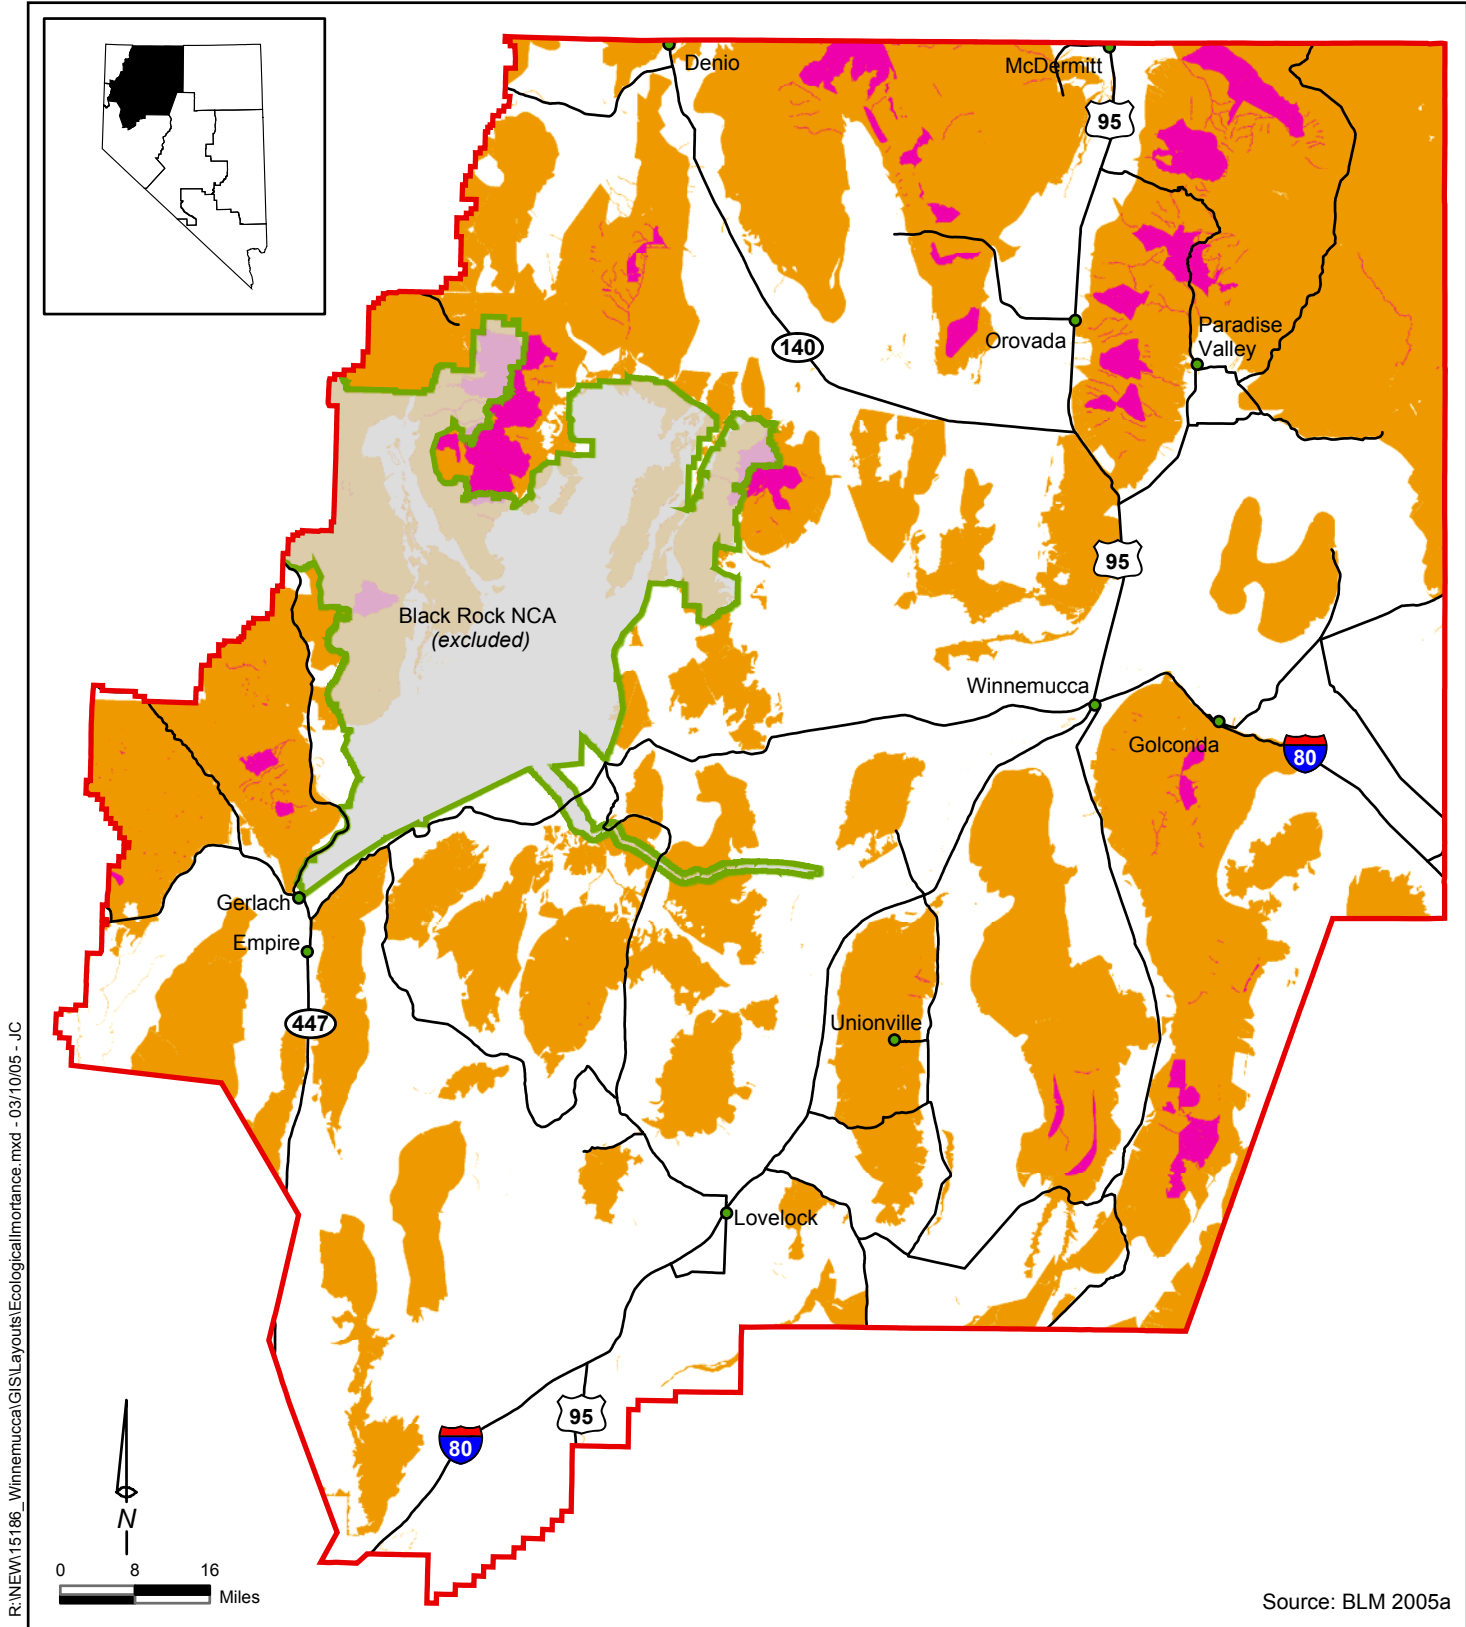 Denio
McDermitt
95
Orovada
Paradise
Valley
140
95
Black Rock NCA
(excluded)
Winnemucca
Golconda
80
Gerlach
Empire
447
Unionville
Lovelock
95
80
N
0 8 16
Miles
Source: BLM 2005a
R:\NEW\15186_Winnemucca\GIS\Layouts\EcologicalImortance.mxd - 03/10/05 - JC